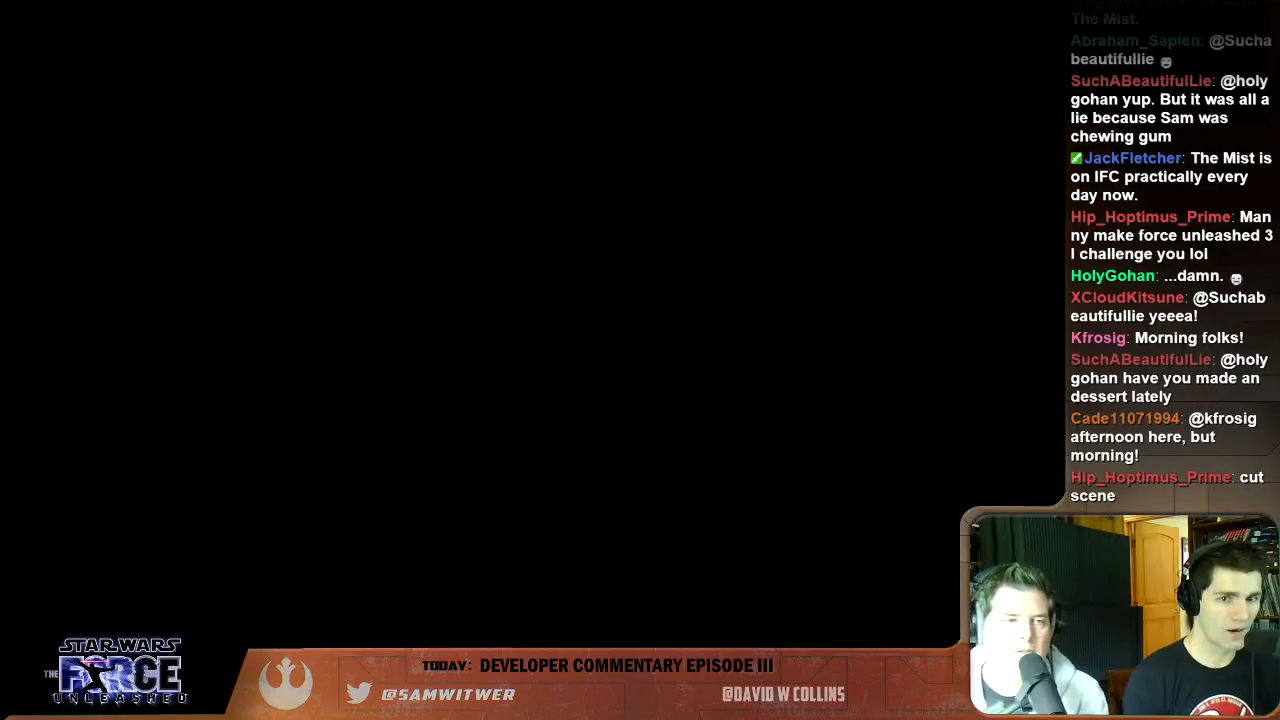 The Mist.
Abraham_Sapien: @Sucha
beautifullie
SuchABeautifulLie: @holy
gohan yup. But it was all a
lie because Sam was
chewing gum
JackFletcher: The Mist is
on IFC practically every
day now.
Hip_Hoptimus_Prime: Man
ny make force unleashed 3
I challenge you lol
HolyGohan: ...damn.
XCloudKitsune: @Suchab
eautifullie yeeea!
Kfrosig: Morning folks!
SuchABeautifulLie: @holy
gohan have you made an
dessert lately
Cade11071994: @kfrosig
afternoon here, but
morning!
Hip_Hoptimus_Prime: cut
scene
STAR WARS
THE FORCE
UNLEASHED
TODAY: DEVELOPER COMMENTARY EPISODE III
@SAMWITWER
@DAVID W COLLINS